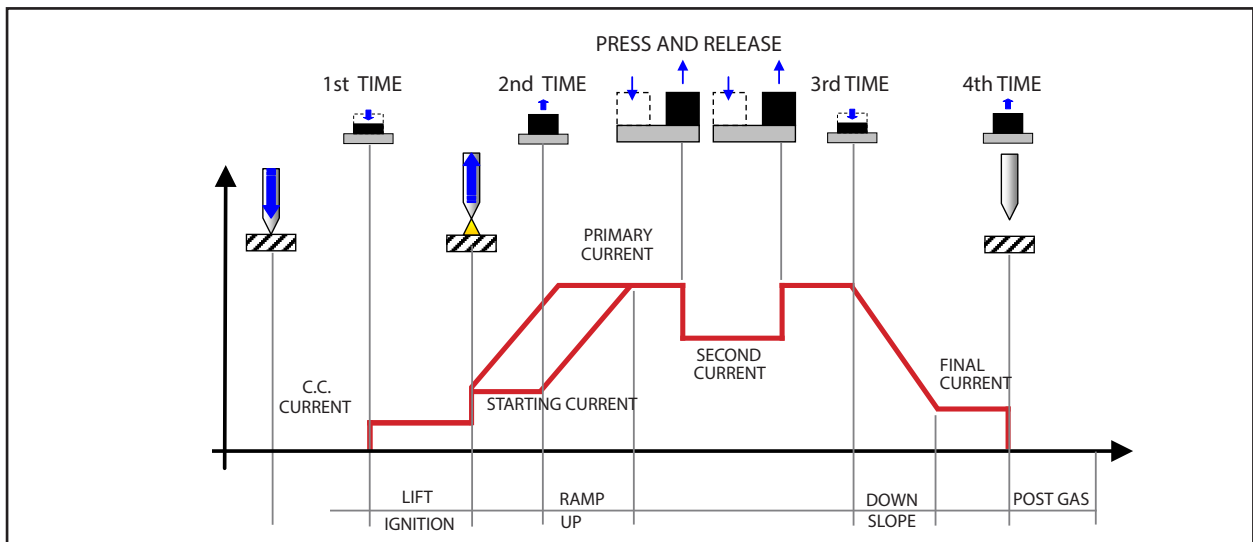 PRESS AND RELEASE
1st TIME
2nd TIME
3rd TIME
4th TIME
PRIMARY
CURRENT
SECOND
CURRENT
FINAL
CURRENT
C.C.
CURRENT
STARTING CURRENT
LIFT
IGNITION
RAMP
UP
DOWN
SLOPE
POST GAS